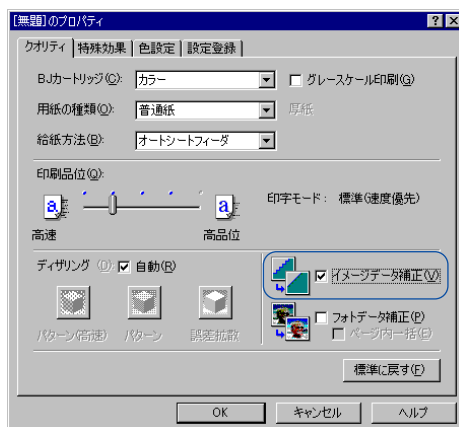 [無題]のプロパティ
クオリティ 特殊効果 色設定 設定登録
BJカートリッジ(C): カラー グレースケール印刷(G)
用紙の種類(O): 普通紙 厚紙
給紙方法(B): オートシートフィーダ
印刷品位(Q):
a a 印字モード: 標準(速度優先)
高速 高品位
ディザリング (D): 自動(R) イメージデータ補正(V)
フォトデータ補正(P)
パターン(高速) パターン 誤差拡散 ページ内一括(E)
標準に戻す(F)
OK キャンセル ヘルプ